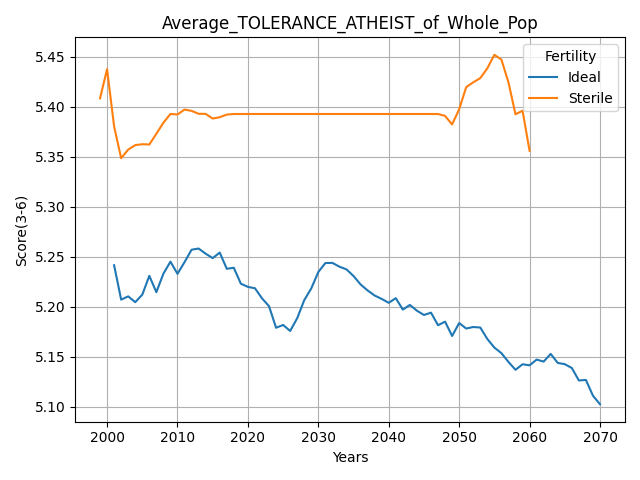 Average_TOLERANCE_ATHEIST_of_Whole_Pop
Fertility
Ideal
Sterile
Score(3-6)
5.45
5.40
5.35
5.30
5.25
5.20
5.15
5.10
2000 2010 2020 2030 2040 2050 2060 2070
Years